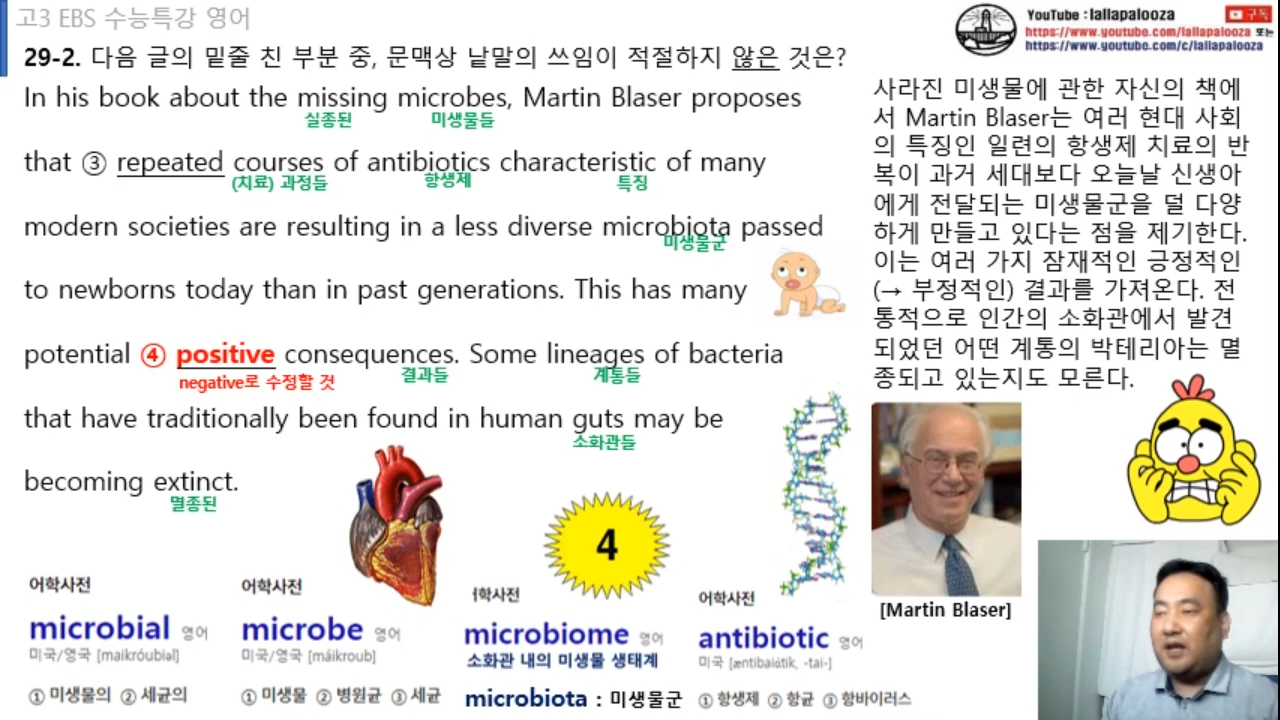 고3 EBS 수능특강 영어
YouTube : lallapalooza
구독
https://www.youtube.com/lallapalooza 또는
https://www.youtube.com/c/lallapalooza
29-2. 다음 글의 밑줄 친 부분 중, 문맥상 낱말의 쓰임이 적절하지 않은 것은?
In his book about the missing microbes, Martin Blaser proposes
실종된 미생물들
that ③ repeated courses of antibiotics characteristic of many
(치료) 과정들 항생제 특징
modern societies are resulting in a less diverse microbiota passed
미생물군
to newborns today than in past generations. This has many
potential ④ positive consequences. Some lineages of bacteria
negative로 수정할 것 결과들 계통들
that have traditionally been found in human guts may be
소화관들
becoming extinct.
멸종된
사라진 미생물에 관한 자신의 책에
서 Martin Blaser는 여러 현대 사회
의 특징인 일련의 항생제 치료의 반
복이 과거 세대보다 오늘날 신생아
에게 전달되는 미생물군을 덜 다양
하게 만들고 있다는 점을 제기한다.
이는 여러 가지 잠재적인 긍정적인
(→ 부정적인) 결과를 가져온다. 전
통적으로 인간의 소화관에서 발견
되었던 어떤 계통의 박테리아는 멸
종되고 있는지도 모른다.
[Martin Blaser]
4
어학사전
microbial 영어
미국/영국 [maikróubiəl]
① 미생물의 ② 세균의
어학사전
microbe 영어
미국/영국 [máikroub]
① 미생물 ② 병원균 ③ 세균
어학사전
microbiome 영어
소화관 내의 미생물 생태계
microbiota : 미생물군
어학사전
antibiotic 영어
미국 [æntibaiátik, -tai-]
① 항생제 ② 항균 ③ 항바이러스